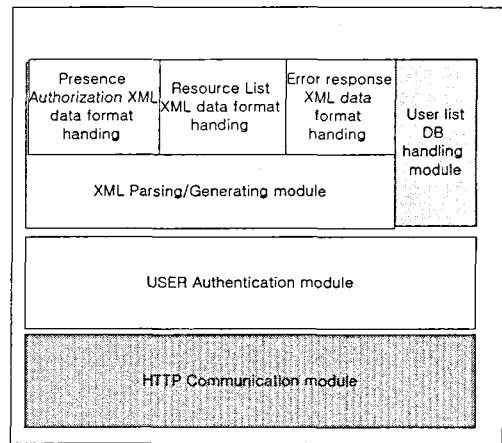 Presence
Authorization XML
data format
handing
Resource List
XML data format
handing
Error response
XML data
format
handing
User list
DB
handling
module
XML Parsing/Generating module
USER Authentication module
HTTP Communication module